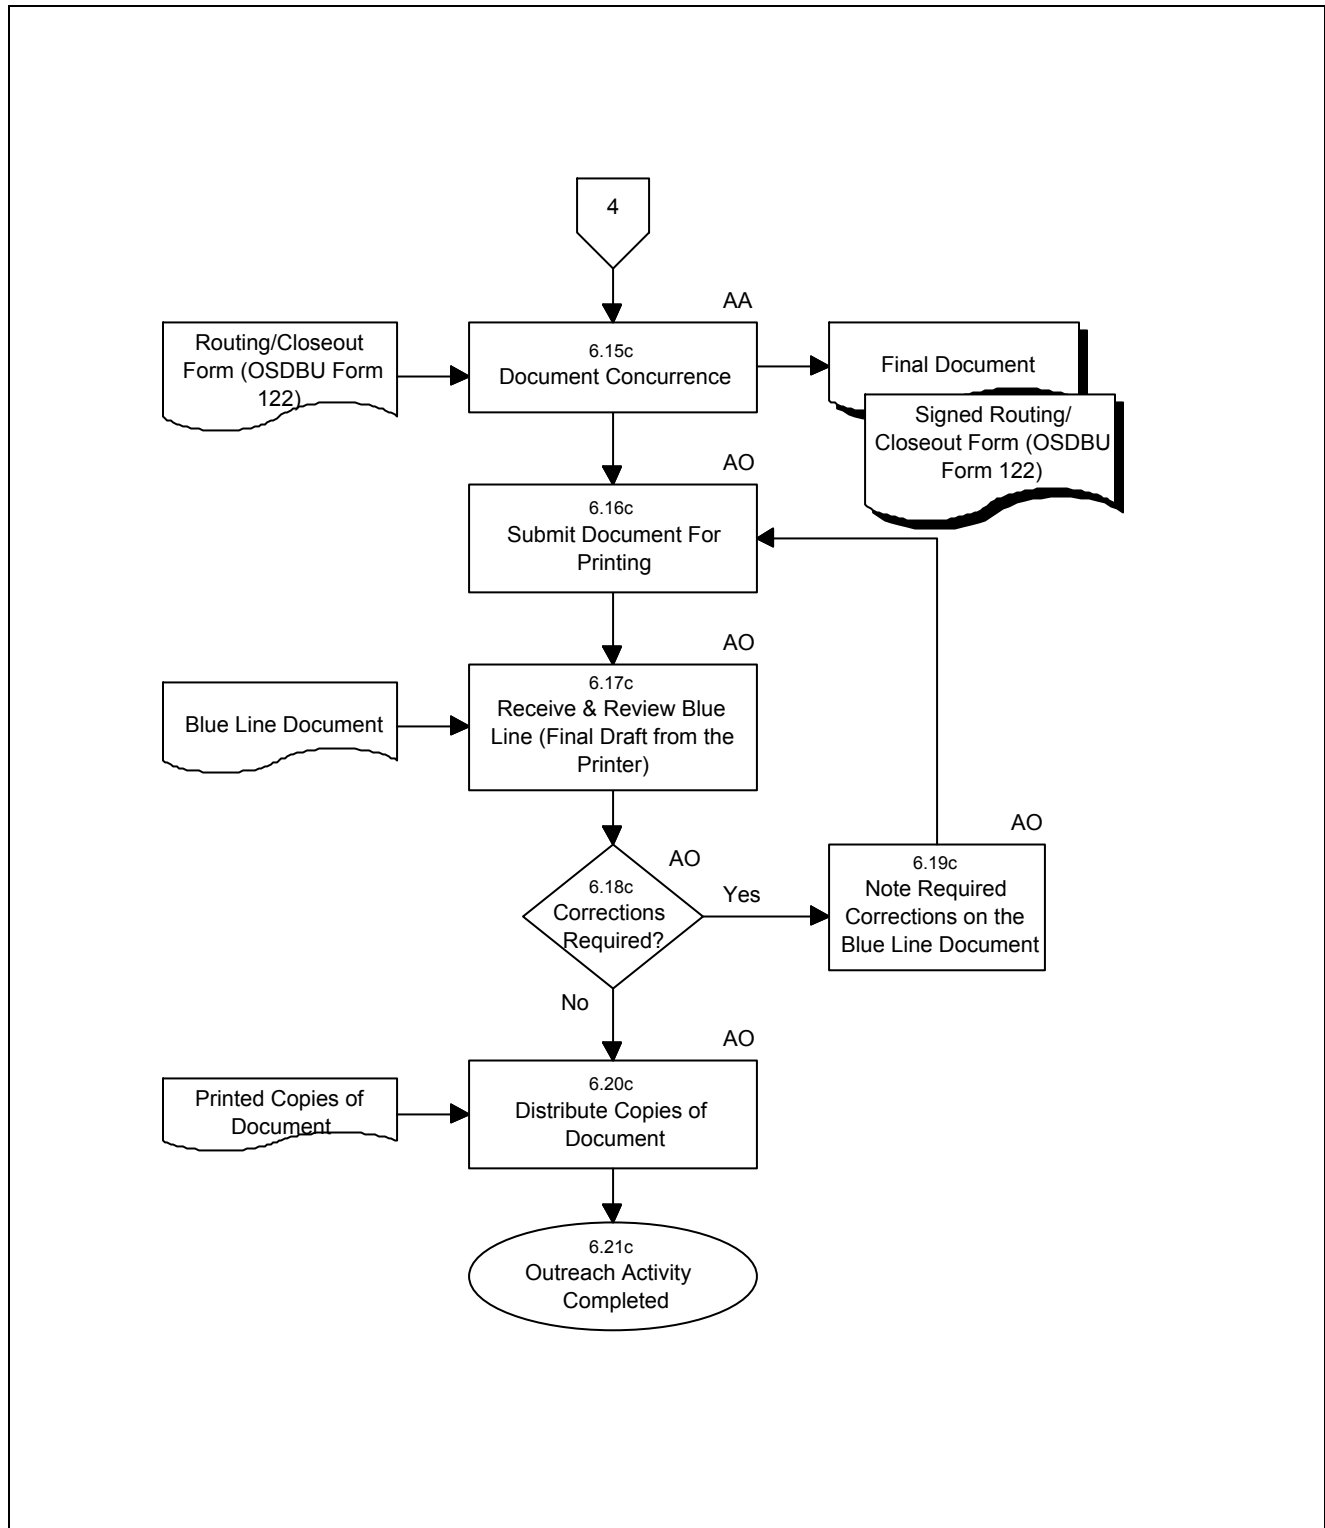 4
AA
Routing/Closeout
Form (OSDBU Form
122)
6.15c
Document Concurrence
Final Document
Signed Routing/
Closeout Form (OSDBU
Form 122)
AO
6.16c
Submit Document For
Printing
AO
6.17c
Receive & Review Blue
Line (Final Draft from the
Printer)
Blue Line Document
AO
6.18c
Corrections
Required?
Yes
AO
6.19c
Note Required
Corrections on the
Blue Line Document
No
AO
Printed Copies of
Document
6.20c
Distribute Copies of
Document
6.21c
Outreach Activity
Completed